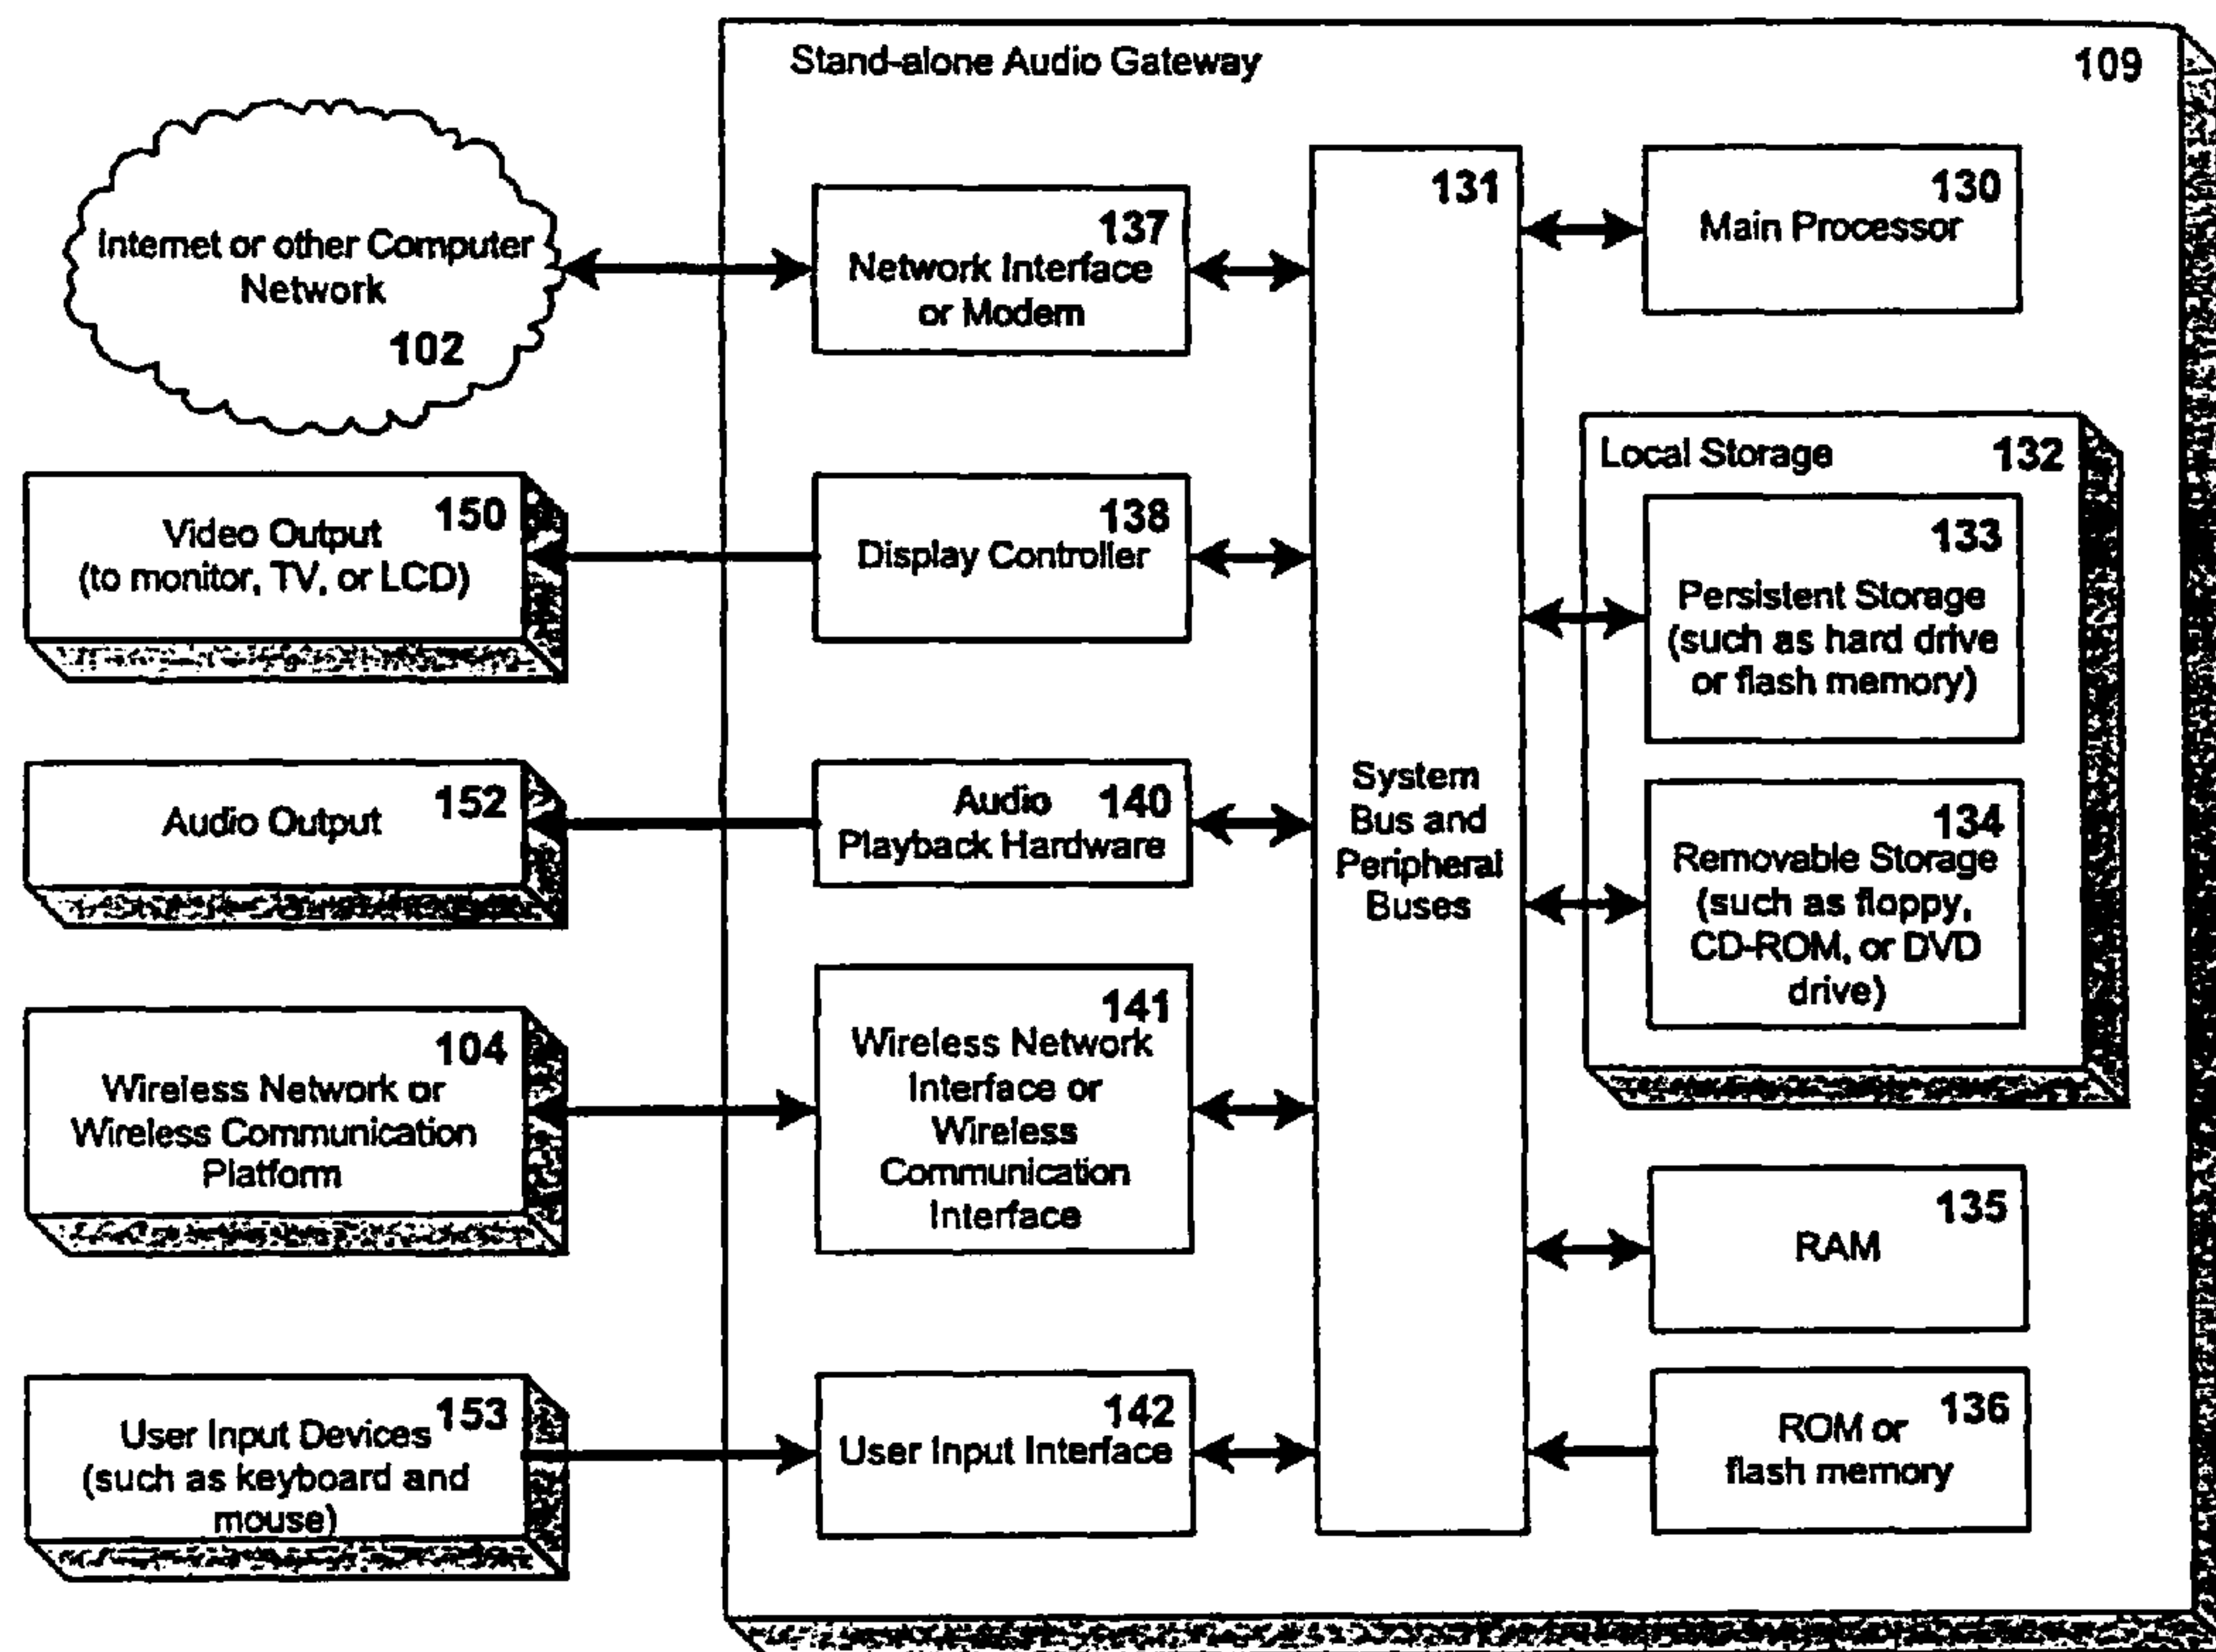 Stand-alone Audio Gateway
109
Internet or other Computer
Network
102
137
Network Interface
or Modem
131
System
Bus and
Peripheral
Buses
130
Main Processor
150
Video Output
(to monitor, TV, or LCD)
138
Display Controller
Local Storage
132
133
Persistent Storage
(such as hard drive
or flash memory)
152
Audio Output
Audio 140
Playback Hardware
134
Removable Storage
(such as floppy,
CD-ROM, or DVD
drive)
104
Wireless Network or
Wireless Communication
Platform
141
Wireless Network
Interface or
Wireless
Communication
Interface
135
RAM
153
User Input Devices
(such as keyboard and
mouse)
142
User Input Interface
136
ROM or
flash memory